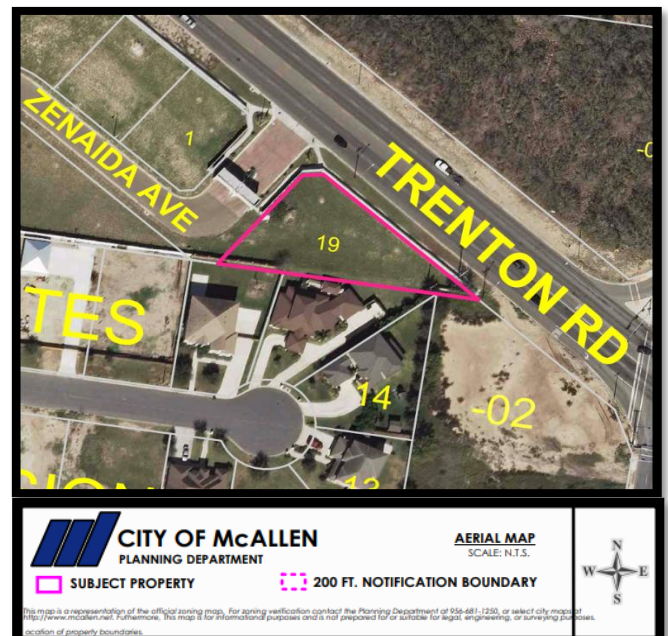 ZENAIDA AVE
1
TRENTON RD
-0
19
TES
14
-02
12
CITY OF McALLEN
PLANNING DEPARTMENT
SUBJECT PROPERTY
AERIAL MAP
SCALE: N.T.S.
200 FT. NOTIFICATION BOUNDARY
N
W E
S
This map is a representation of the official zoning map. For zoning verification contact the Planning Department at 956-681-1250, or select city maps at
http://www.mcallen.net. Furthermore, This map is for informational purposes and is not prepared for or suitable for legal, engineering, or surveying purposes.
ocation of property boundaries.